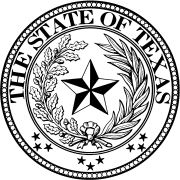 THE STATE OF TEXAS